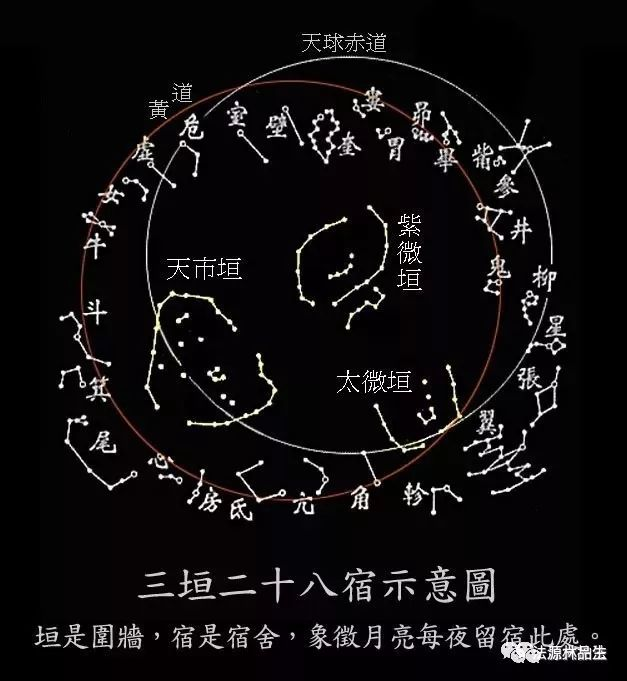 天球赤道
黃道
危
室
壁
奎
婁
胃
昴
畢
觜
參
虛
女
牛
井
鬼
柳
星
張
翼
紫微垣
天市垣
太微垣
斗
箕
尾
心
房
氐
亢
角
軫
三垣二十八宿示意圖
垣是圍牆，宿是宿舍，象徵月亮每夜留宿此處。
法源林品生